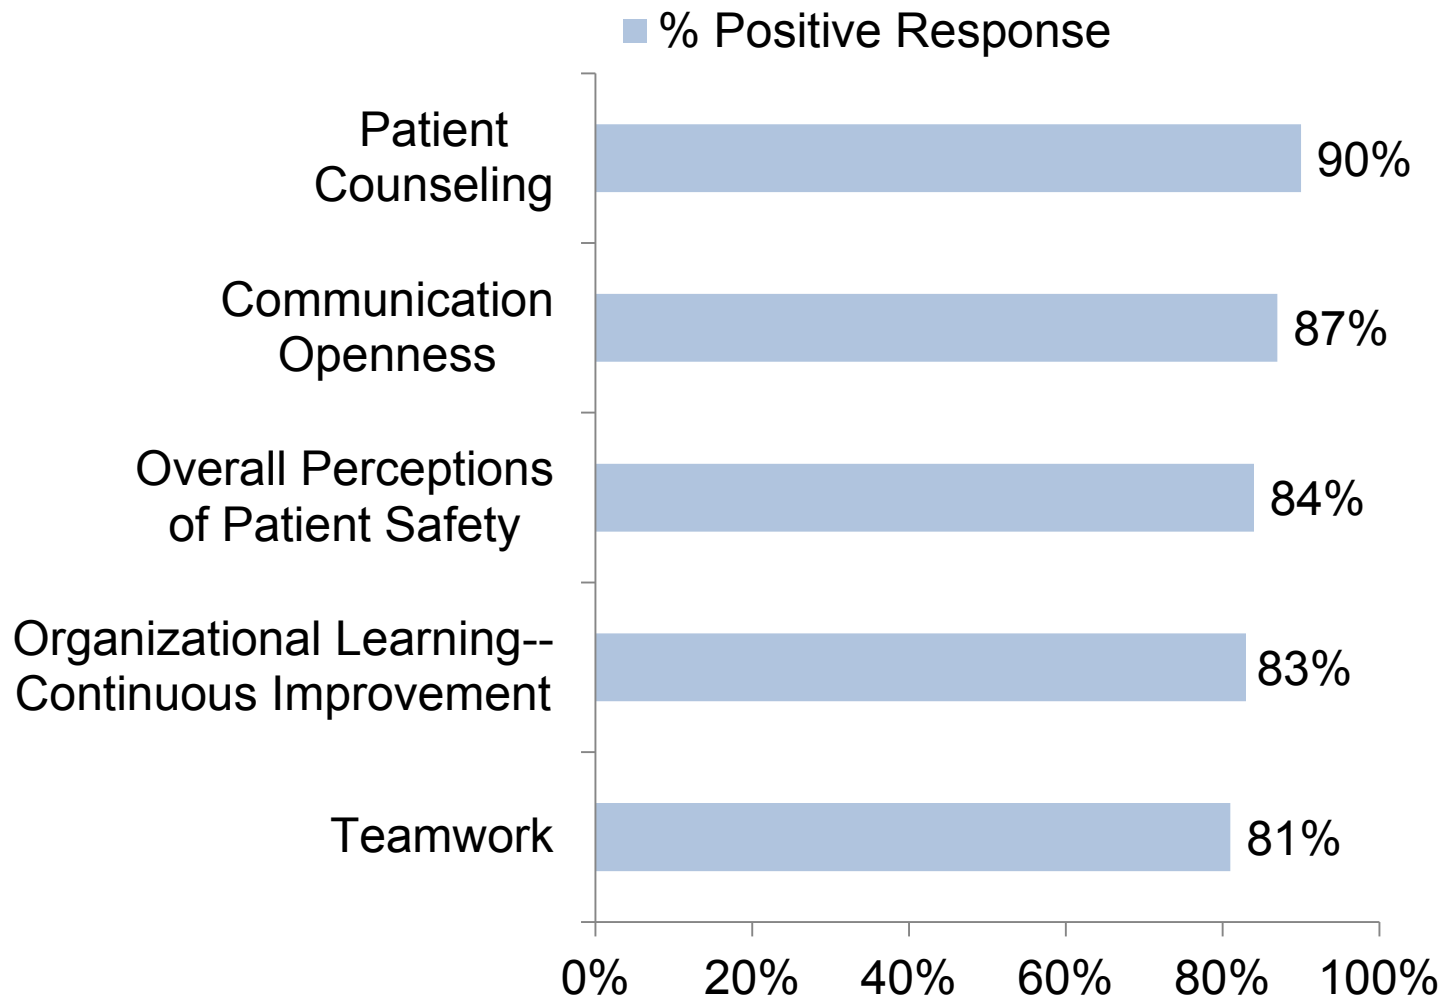 % Positive Response
Patient
Counseling
90%
Communication
Openness
87%
Overall Perceptions
of Patient Safety
84%
Organizational Learning--
Continuous Improvement
83%
Teamwork
81%
0% 20% 40% 60% 80% 100%